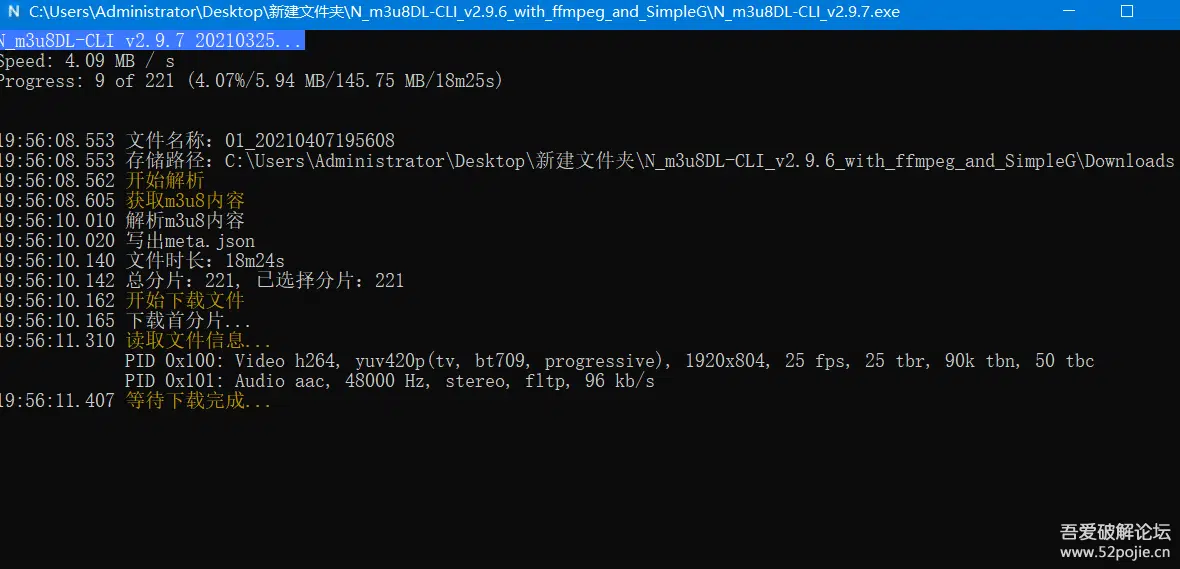 N C:\Users\Administrator\Desktop\新建文件夹\N_m3u8DL-CLI_v2.9.6_with_ffmpeg_and_SimpleG\N_m3u8DL-CLI_v2.9.7.exe
N_m3u8DL-CLI v2.9.7 20210325...
Speed: 4.09 MB / s
Progress: 9 of 221 (4.07%/5.94 MB/145.75 MB/18m25s)
19:56:08.553 文件名称：01_20210407195608
19:56:08.553 存储路径：C:\Users\Administrator\Desktop\新建文件夹\N_m3u8DL-CLI_v2.9.6_with_ffmpeg_and_SimpleG\Downloads
19:56:08.562 开始解析
19:56:08.605 获取m3u8内容
19:56:10.010 解析m3u8内容
19:56:10.020 写出meta.json
19:56:10.140 文件时长：18m24s
19:56:10.142 总分片：221, 已选择分片：221
19:56:10.162 开始下载文件
19:56:10.165 下载首分片...
19:56:11.310 读取文件信息...
PID 0x100: Video h264, yuv420p(tv, bt709, progressive), 1920x804, 25 fps, 25 tbr, 90k tbn, 50 tbc
PID 0x101: Audio aac, 48000 Hz, stereo, fltp, 96 kb/s
19:56:11.407 等待下载完成...
吾爱破解论坛
www.52pojie.cn